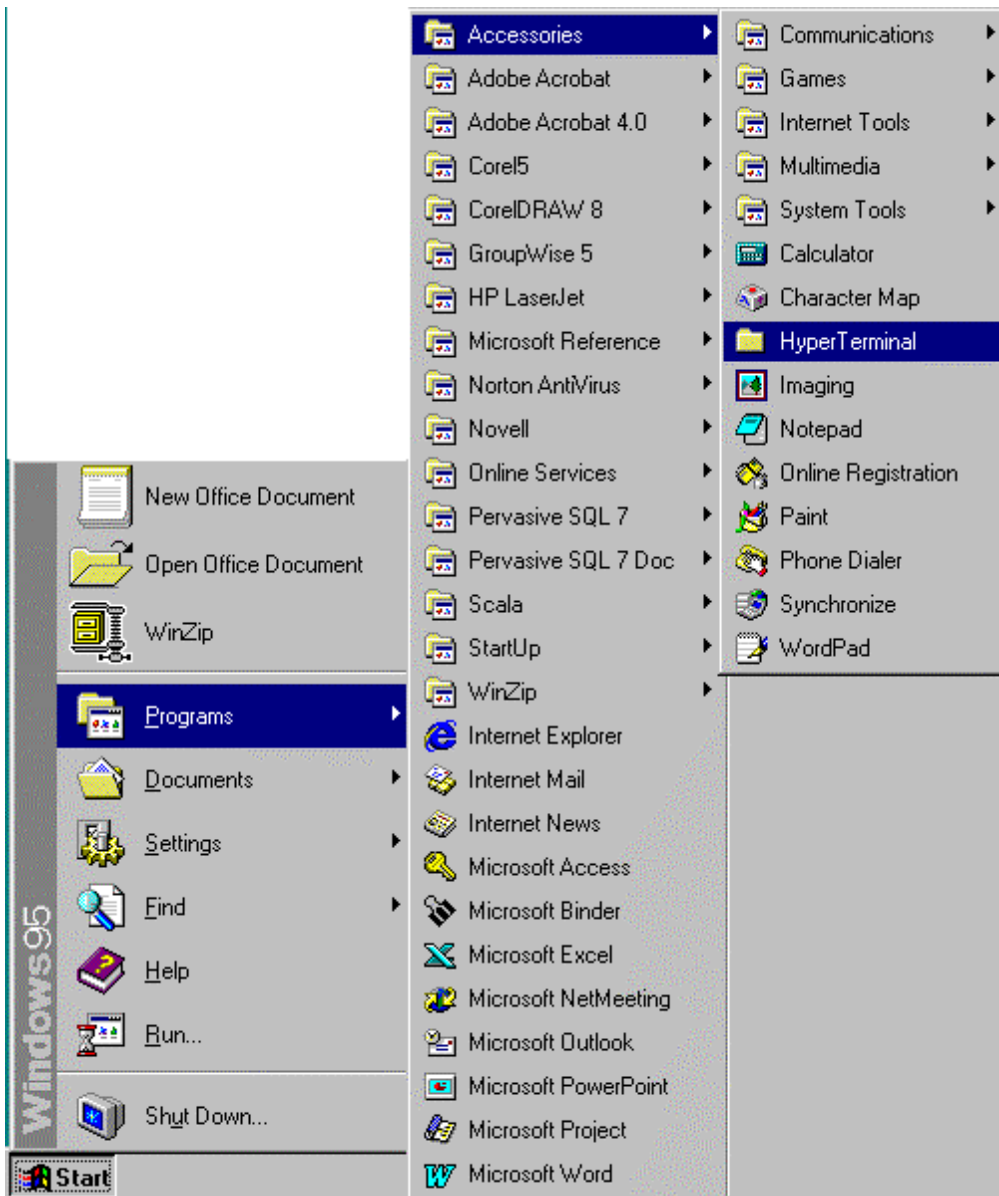 New Office Document
Open Office Document
WinZip
Programs
Documents
Settings
Find
Help
Run...
Shut Down...
Windows95
Start
Accessories
Adobe Acrobat
Adobe Acrobat 4.0
Corel5
CorelDRAW 8
GroupWise 5
HP LaserJet
Microsoft Reference
Norton AntiVirus
Novell
Online Services
Pervasive SQL 7
Pervasive SQL 7 Doc
Scala
StartUp
WinZip
Internet Explorer
Internet Mail
Internet News
Microsoft Access
Microsoft Binder
Microsoft Excel
Microsoft NetMeeting
Microsoft Outlook
Microsoft PowerPoint
Microsoft Project
Microsoft Word
Communications
Games
Internet Tools
Multimedia
System Tools
Calculator
Character Map
HyperTerminal
Imaging
Notepad
Online Registration
Paint
Phone Dialer
Synchronize
WordPad